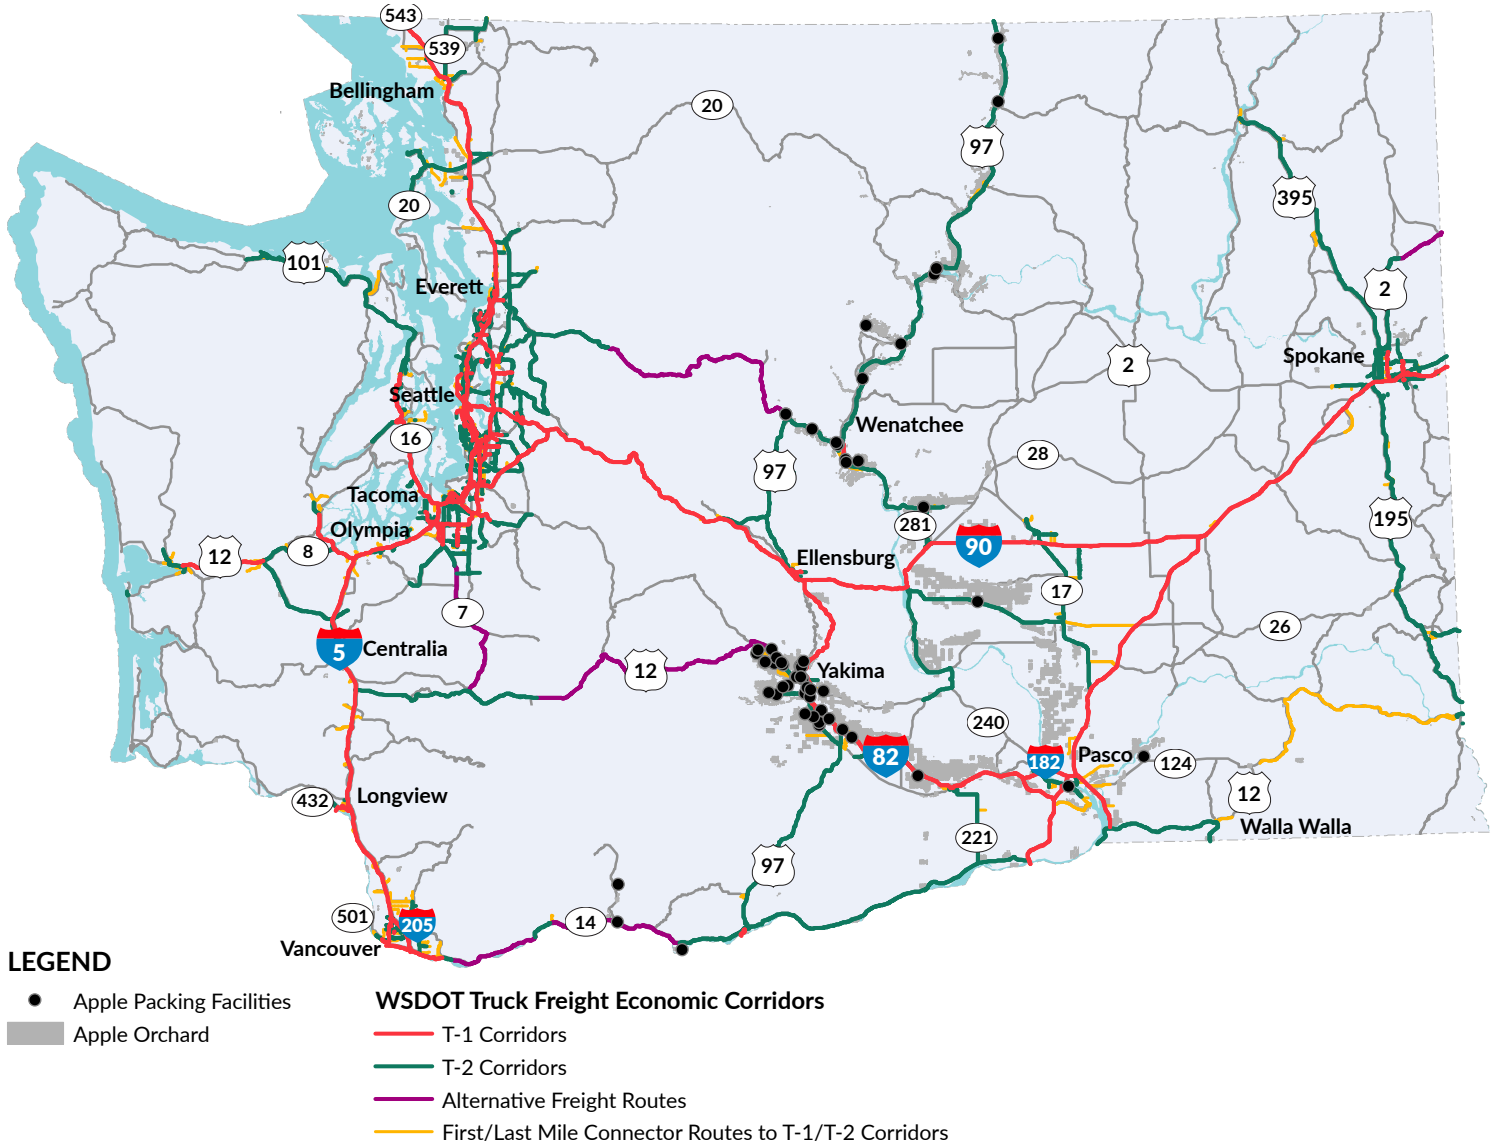 543
539
Bellingham
20
97
20
395
101
Everett
2
Spokane
2
Seattle
Wenatchee
16
28
97
Tacoma
281
195
Olympia
90
8
12
Ellensburg
17
7
26
5
Centralia
12
Yakima
240
82
182
Pasco
124
432
Longview
12
Walla Walla
221
97
501
205
14
Vancouver
LEGEND
Apple Packing Facilities
Apple Orchard
WSDOT Truck Freight Economic Corridors
T-1 Corridors
T-2 Corridors
Alternative Freight Routes
First/Last Mile Connector Routes to T-1/T-2 Corridors